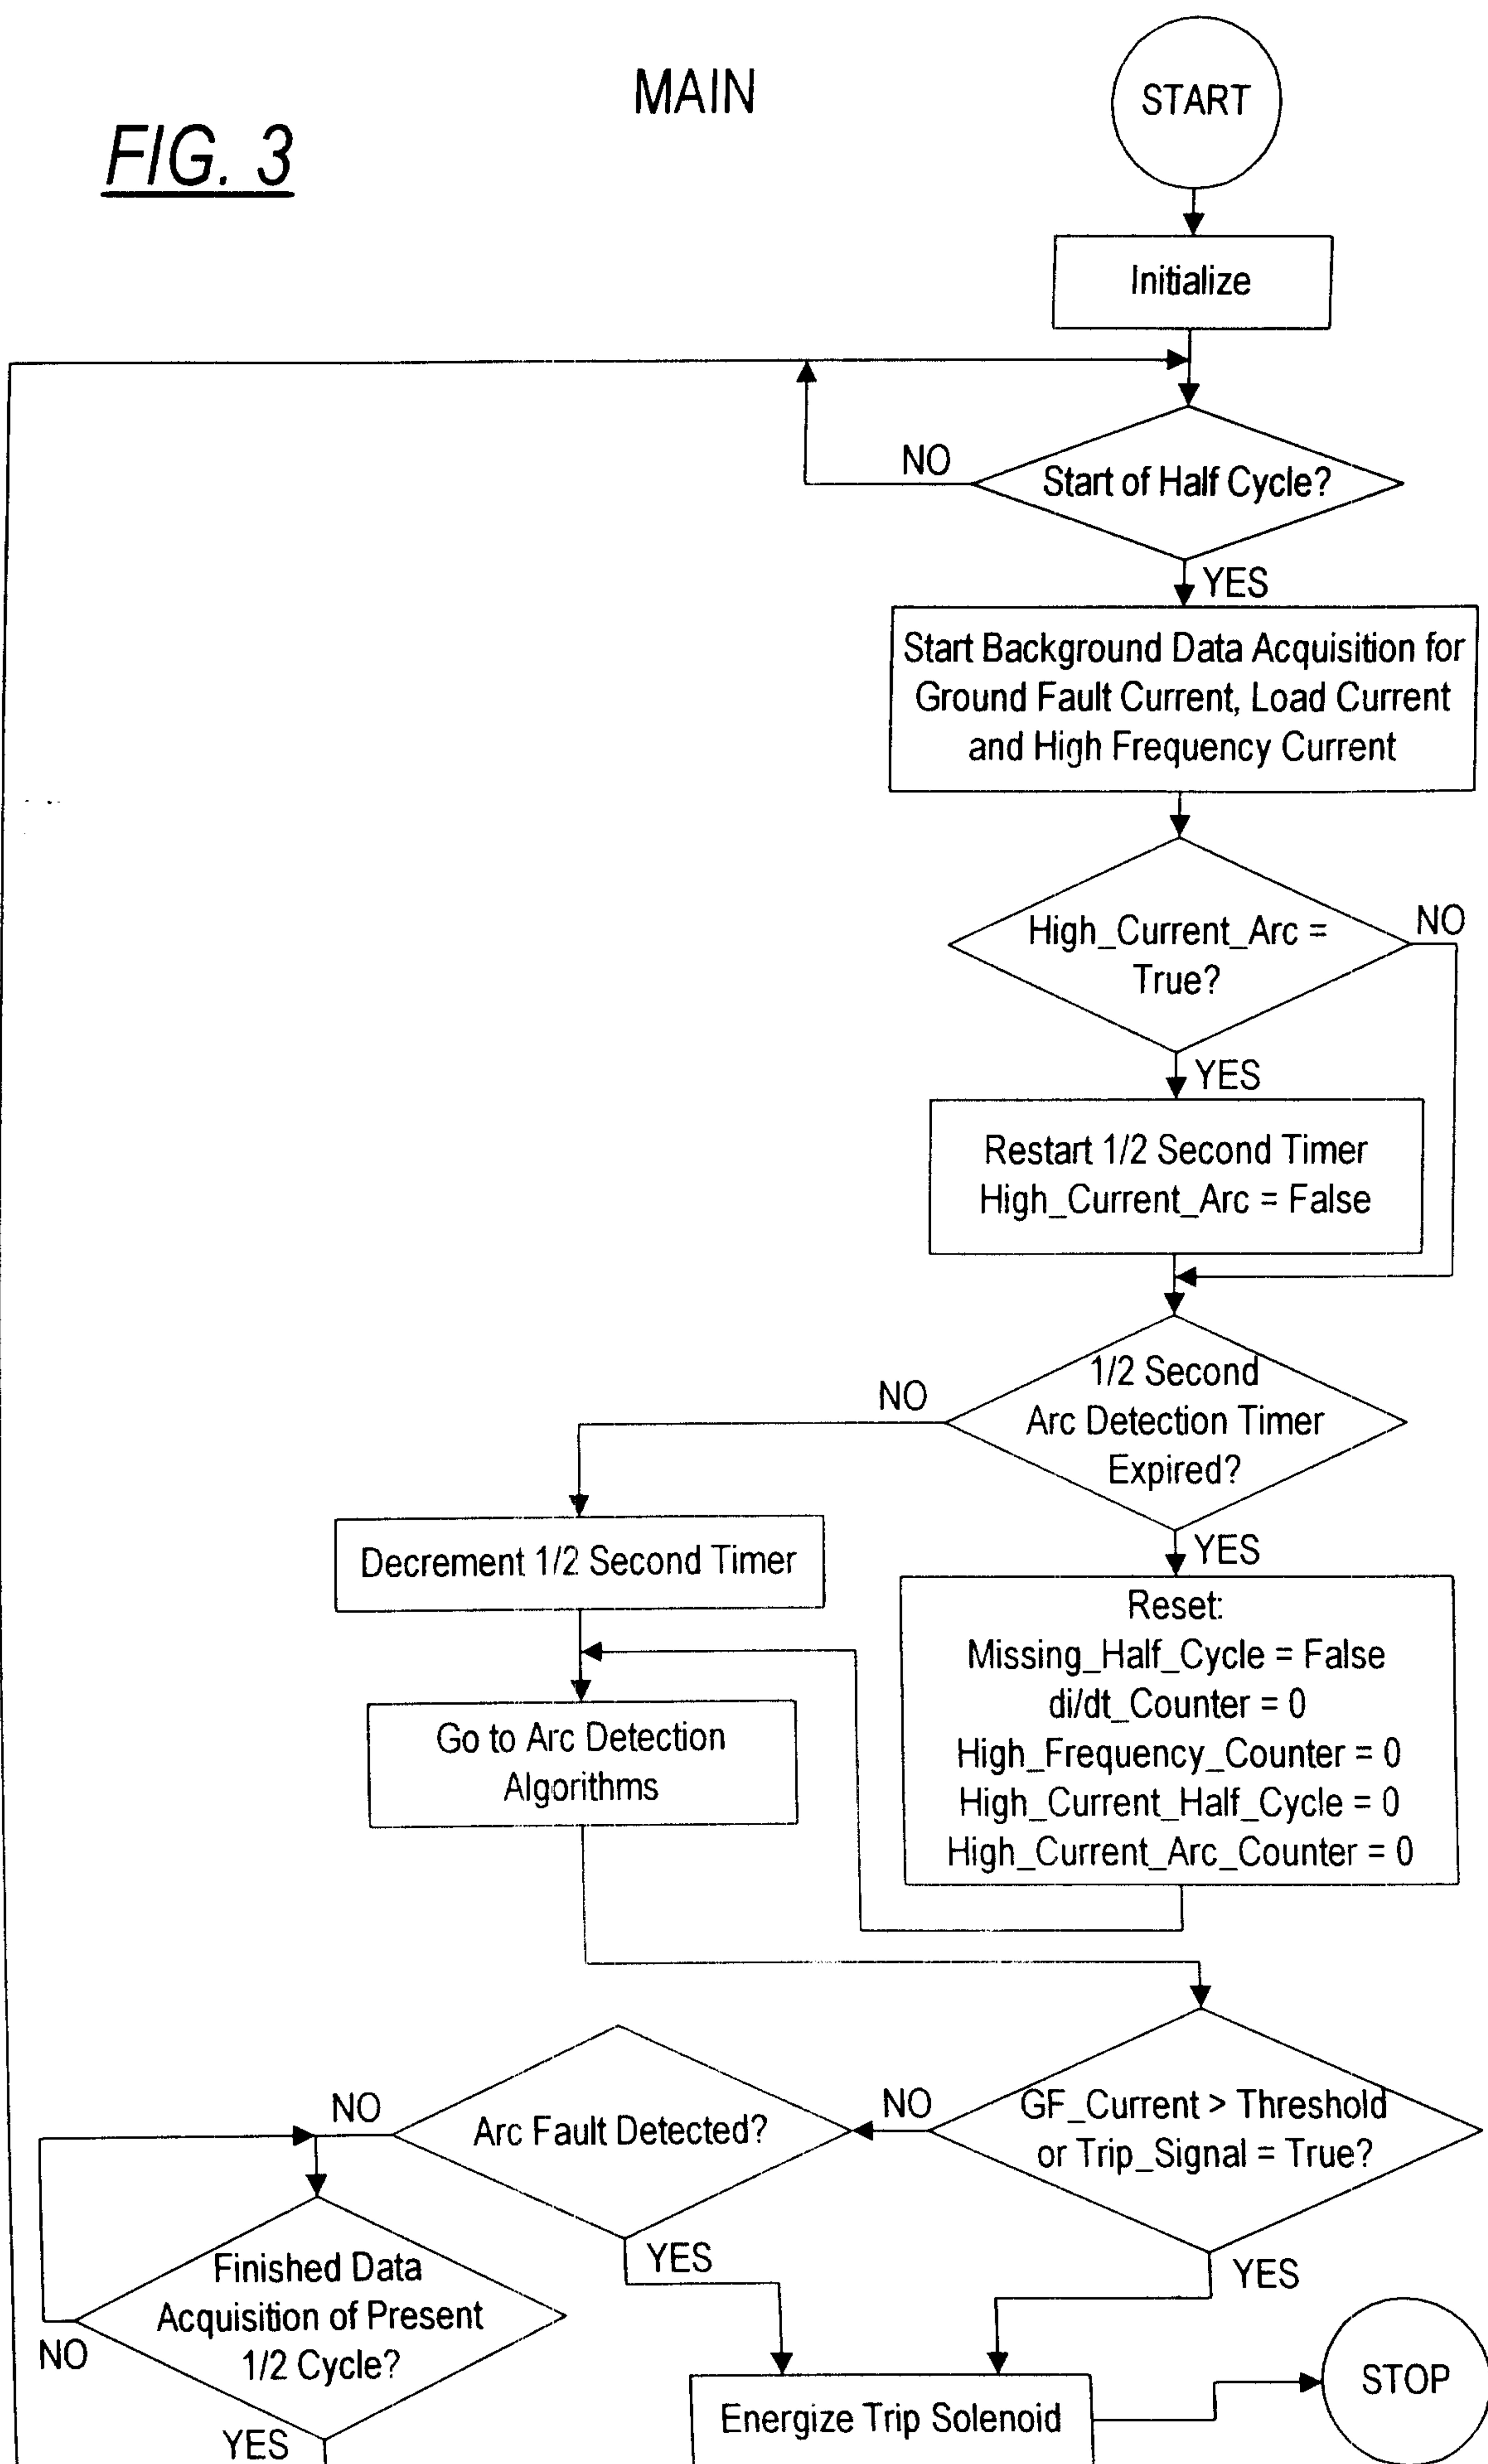 MAIN
FIG. 3
START
Initialize
NO
Start of Half Cycle?
YES
Start Background Data Acquisition for
Ground Fault Current, Load Current
and High Frequency Current
High_Current_Arc =
True?
NO
YES
Restart 1/2 Second Timer
High_Current_Arc = False
1/2 Second
Arc Detection Timer
Expired?
NO
YES
Decrement 1/2 Second Timer
Reset:
Missing_Half_Cycle = False
di/dt_Counter = 0
High_Frequency_Counter = 0
High_Current_Half_Cycle = 0
High_Current_Arc_Counter = 0
Go to Arc Detection
Algorithms
GF_Current > Threshold
or Trip_Signal = True?
NO
YES
Arc Fault Detected?
NO
YES
Finished Data
Acquisition of Present
1/2 Cycle?
NO
YES
Energize Trip Solenoid
STOP